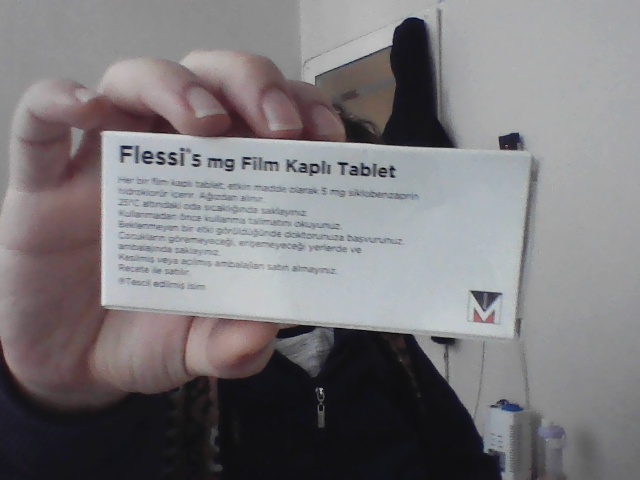 Flessi® 5 mg Film Kaplı Tablet
Her bir film kaplı tablet, etkin madde olarak 5 mg siklobenzaprin
hidroklorür içerir. Ağızdan alınır.
25°C altındaki oda sıcaklığında saklayınız.
Kullanmadan önce kullanma talimatını okuyunuz.
Beklenmeyen bir etki görüldüğünde doktorunuza başvurunuz.
Çocukların göremeyeceği, erişemeyeceği yerlerde ve
ambalajında saklayınız.
Kesilmiş veya açılmış ambalajları satın almayınız.
Reçete ile satılır.
®Tescil edilmiş isim
M